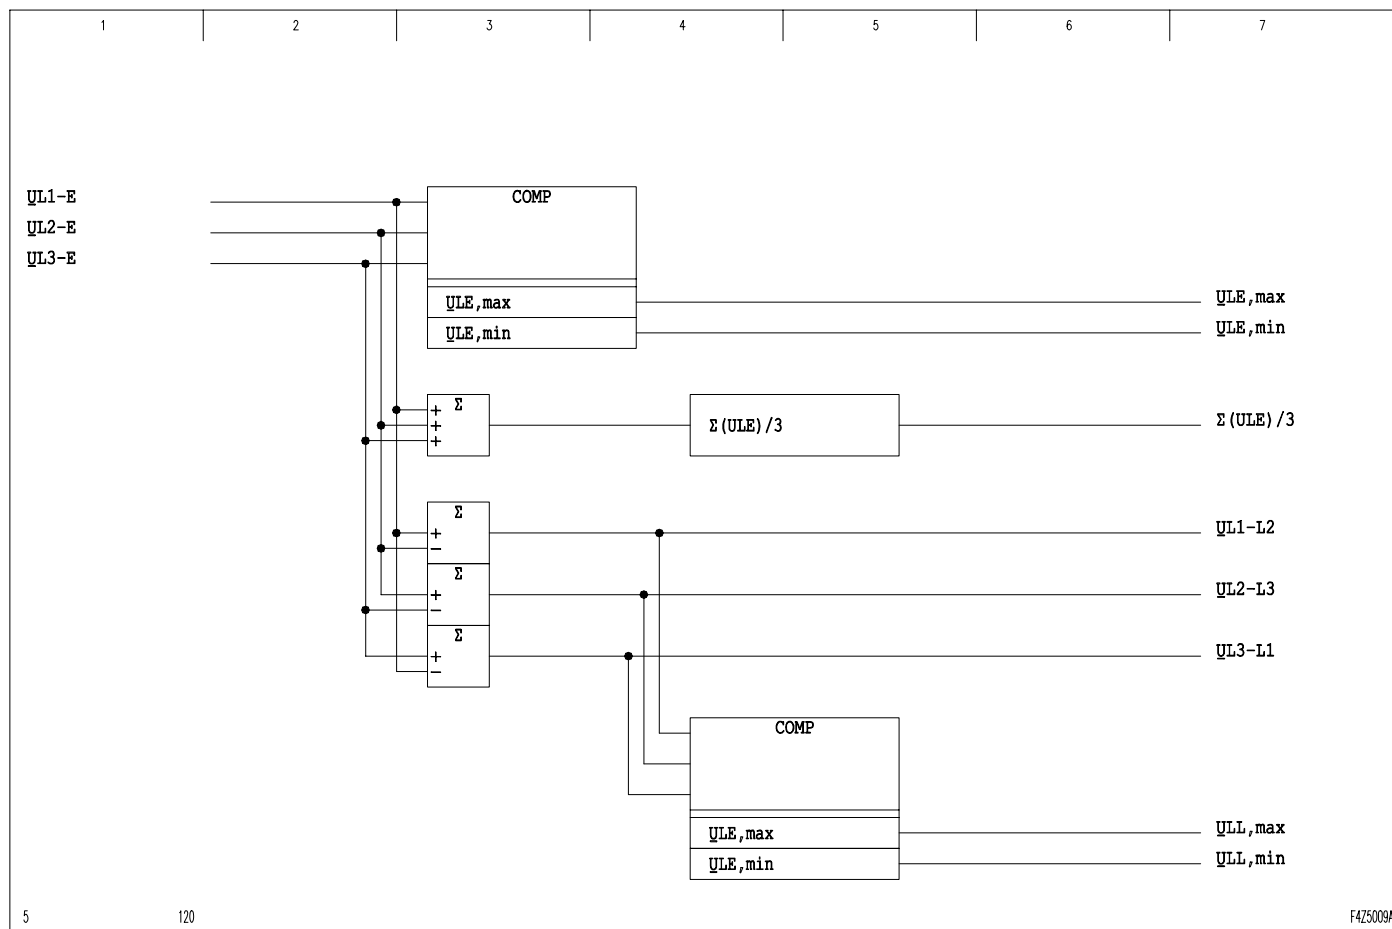 1 2 3 4 5 6 7
UL1-E
UL2-E
UL3-E
COMP
ULE,max
ULE,min
ULE,max
ULE,min
Σ
+
+
+
Σ(ULE)/3
Σ(ULE)/3
Σ
+
−
UL1-L2
Σ
+
−
UL2-L3
Σ
+
−
UL3-L1
COMP
ULE,max
ULE,min
ULL,max
ULL,min
5 120 F4Z5009A